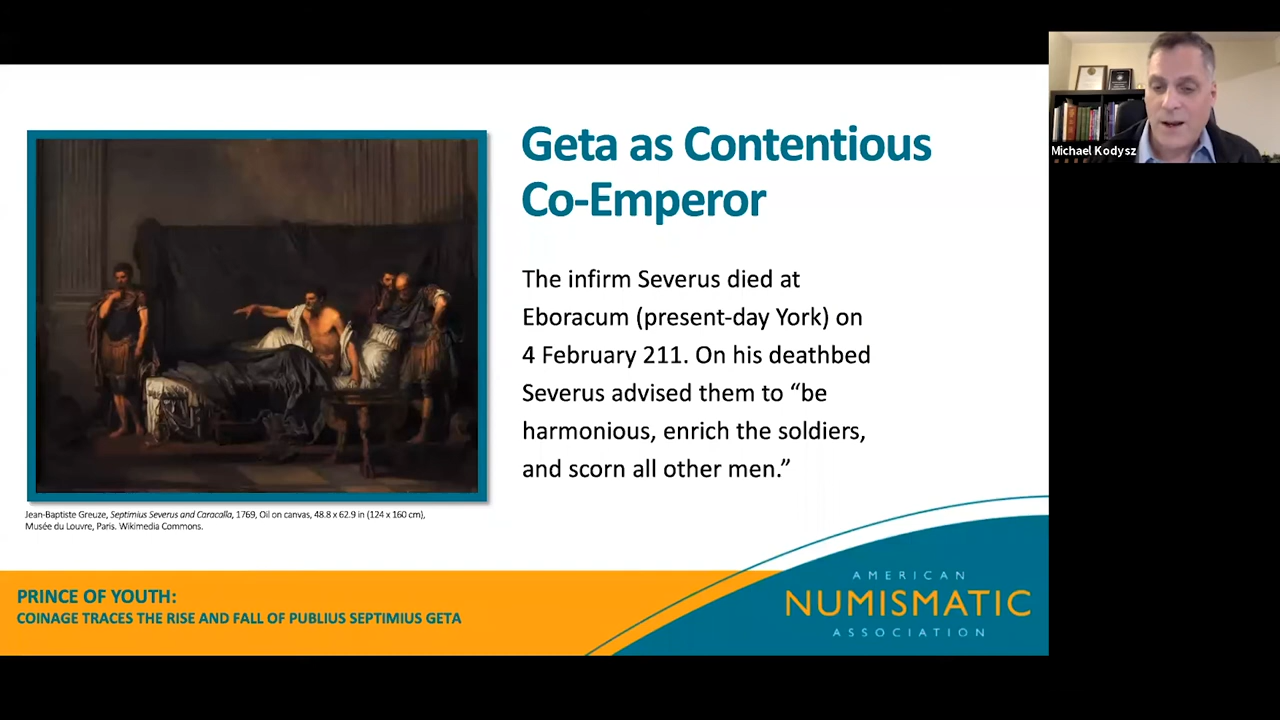 Geta as Contentious
Co-Emperor
The infirm Severus died at
Eboracum (present-day York) on
4 February 211. On his deathbed
Severus advised them to “be
harmonious, enrich the soldiers,
and scorn all other men.”
Jean-Baptiste Greuze, Septimius Severus and Caracalla, 1769, Oil on canvas, 48.8 x 62.9 in (124 x 160 cm),
Musée du Louvre, Paris. Wikimedia Commons.
PRINCE OF YOUTH:
COINAGE TRACES THE RISE AND FALL OF PUBLIUS SEPTIMIUS GETA
AMERICAN
NUMISMATIC
ASSOCIATION
Michael Kodysz